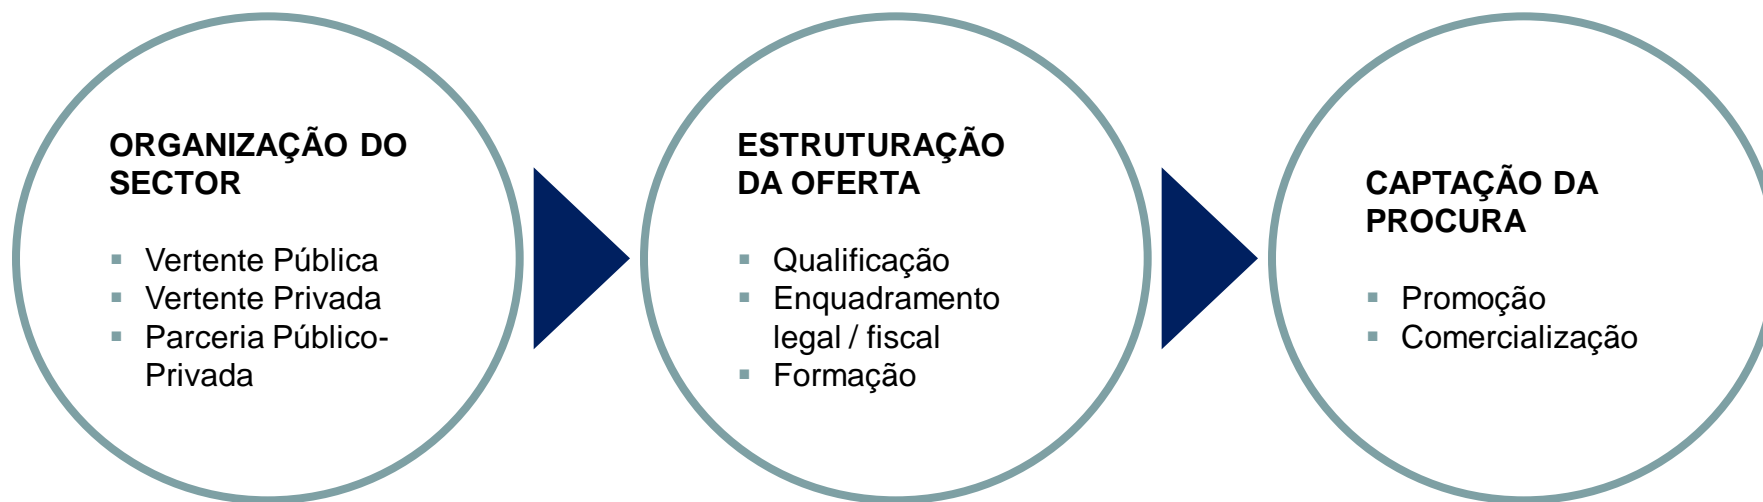 ORGANIZAÇÃO DO
SECTOR
▪ Vertente Pública
▪ Vertente Privada
▪ Parceria Público-
Privada
ESTRUTURAÇÃO
DA OFERTA
▪ Qualificação
▪ Enquadramento
legal / fiscal
▪ Formação
CAPTAÇÃO DA
PROCURA
▪ Promoção
▪ Comercialização